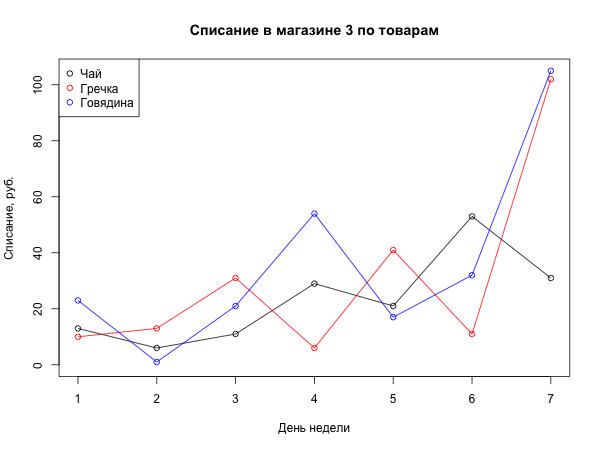 Списание в магазине 3 по товарам
Чай
Гречка
Говядина
Списание, руб.
100
80
60
40
20
0
1 2 3 4 5 6 7
День недели